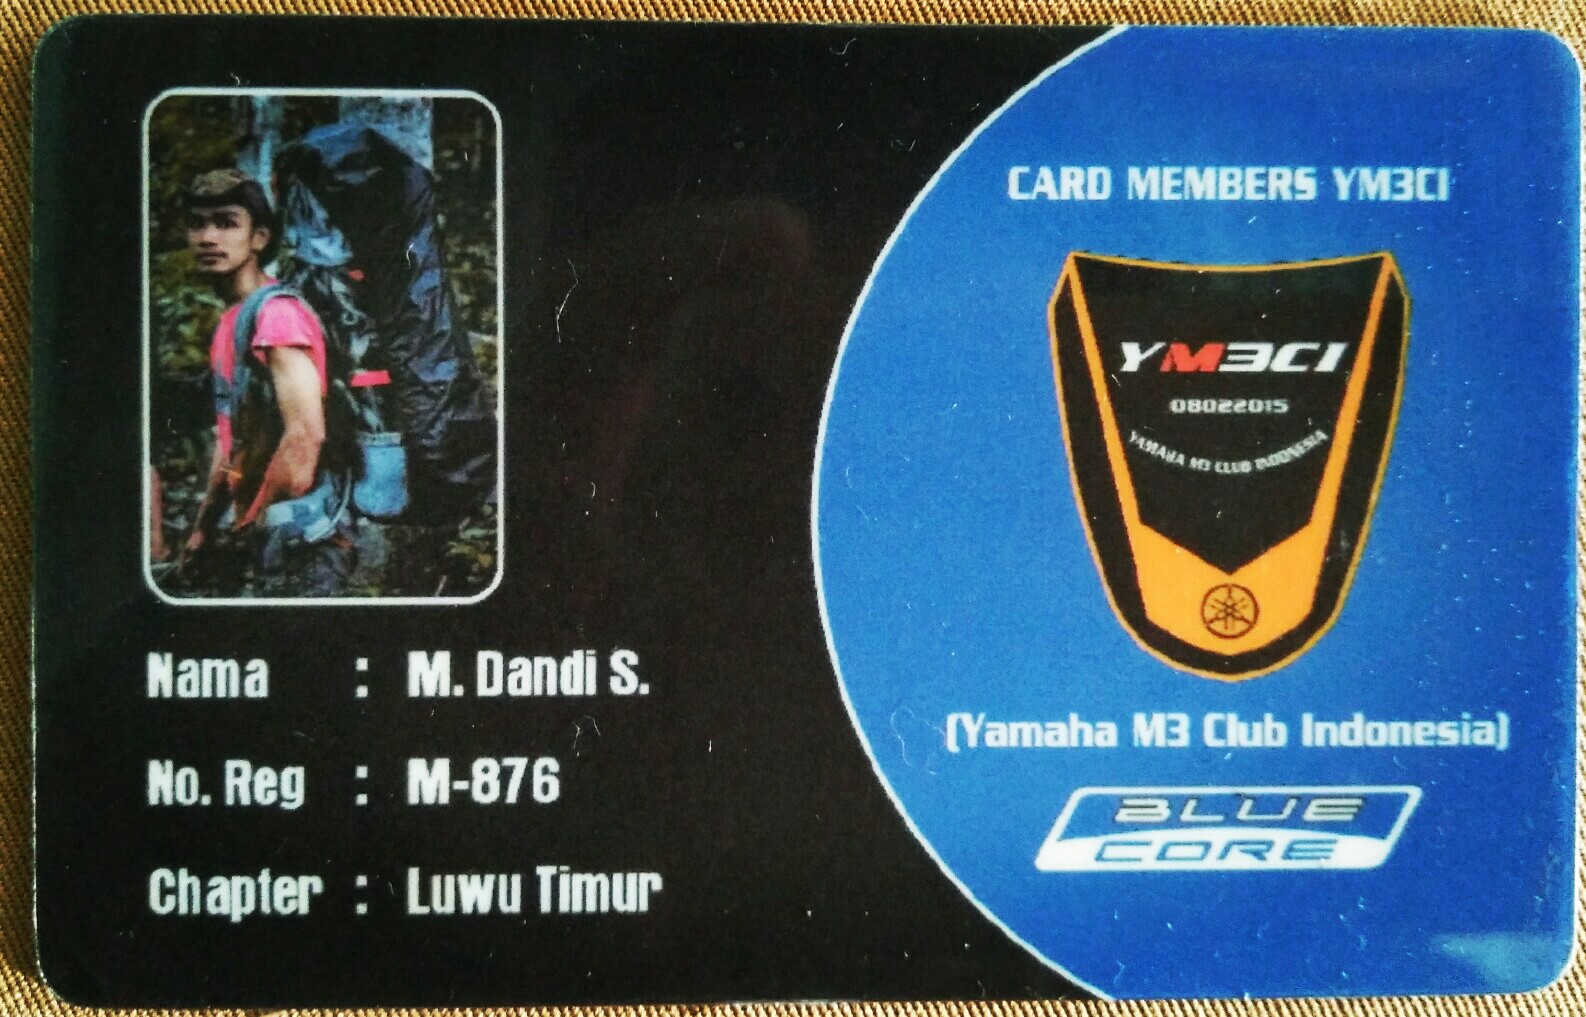 CARD MEMBERS YM3CI
YM3CI
08022015
YAMAHA M3 CLUB INDONESIA
(Yamaha M3 Club Indonesia)
BLUE
CORE
Nama : M. Dandi S.
No. Reg : M-876
Chapter : Luwu Timur